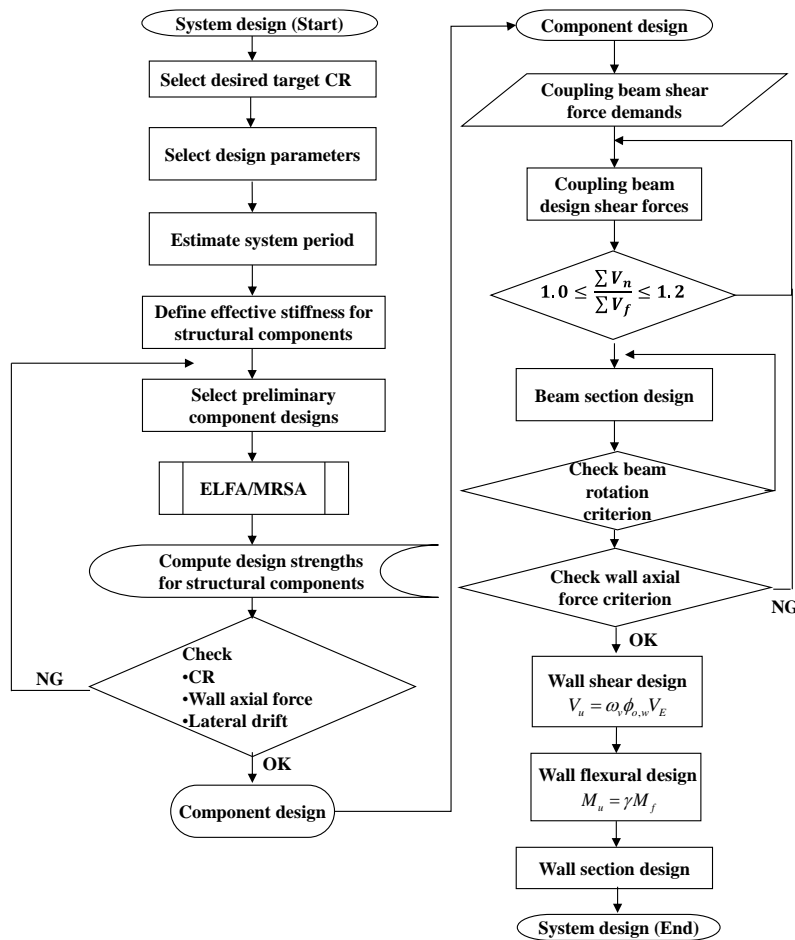 System design (Start)
Select desired target CR
Select design parameters
Estimate system period
Define effective stiffness for
structural components
Select preliminary
component designs
ELFA/MRSA
Compute design strengths
for structural components
Check
•CR
•Wall axial force
•Lateral drift
NG
OK
Component design
Component design
Coupling beam shear
force demands
Coupling beam
design shear forces
1.0 ≤ ∑V_n / ∑V_f ≤ 1.2
Beam section design
Check beam
rotation
criterion
Check wall axial
force criterion
NG
OK
Wall shear design
V_u = ω_v ϕ_{o,w} V_E
Wall flexural design
M_u = γM_f
Wall section design
System design (End)